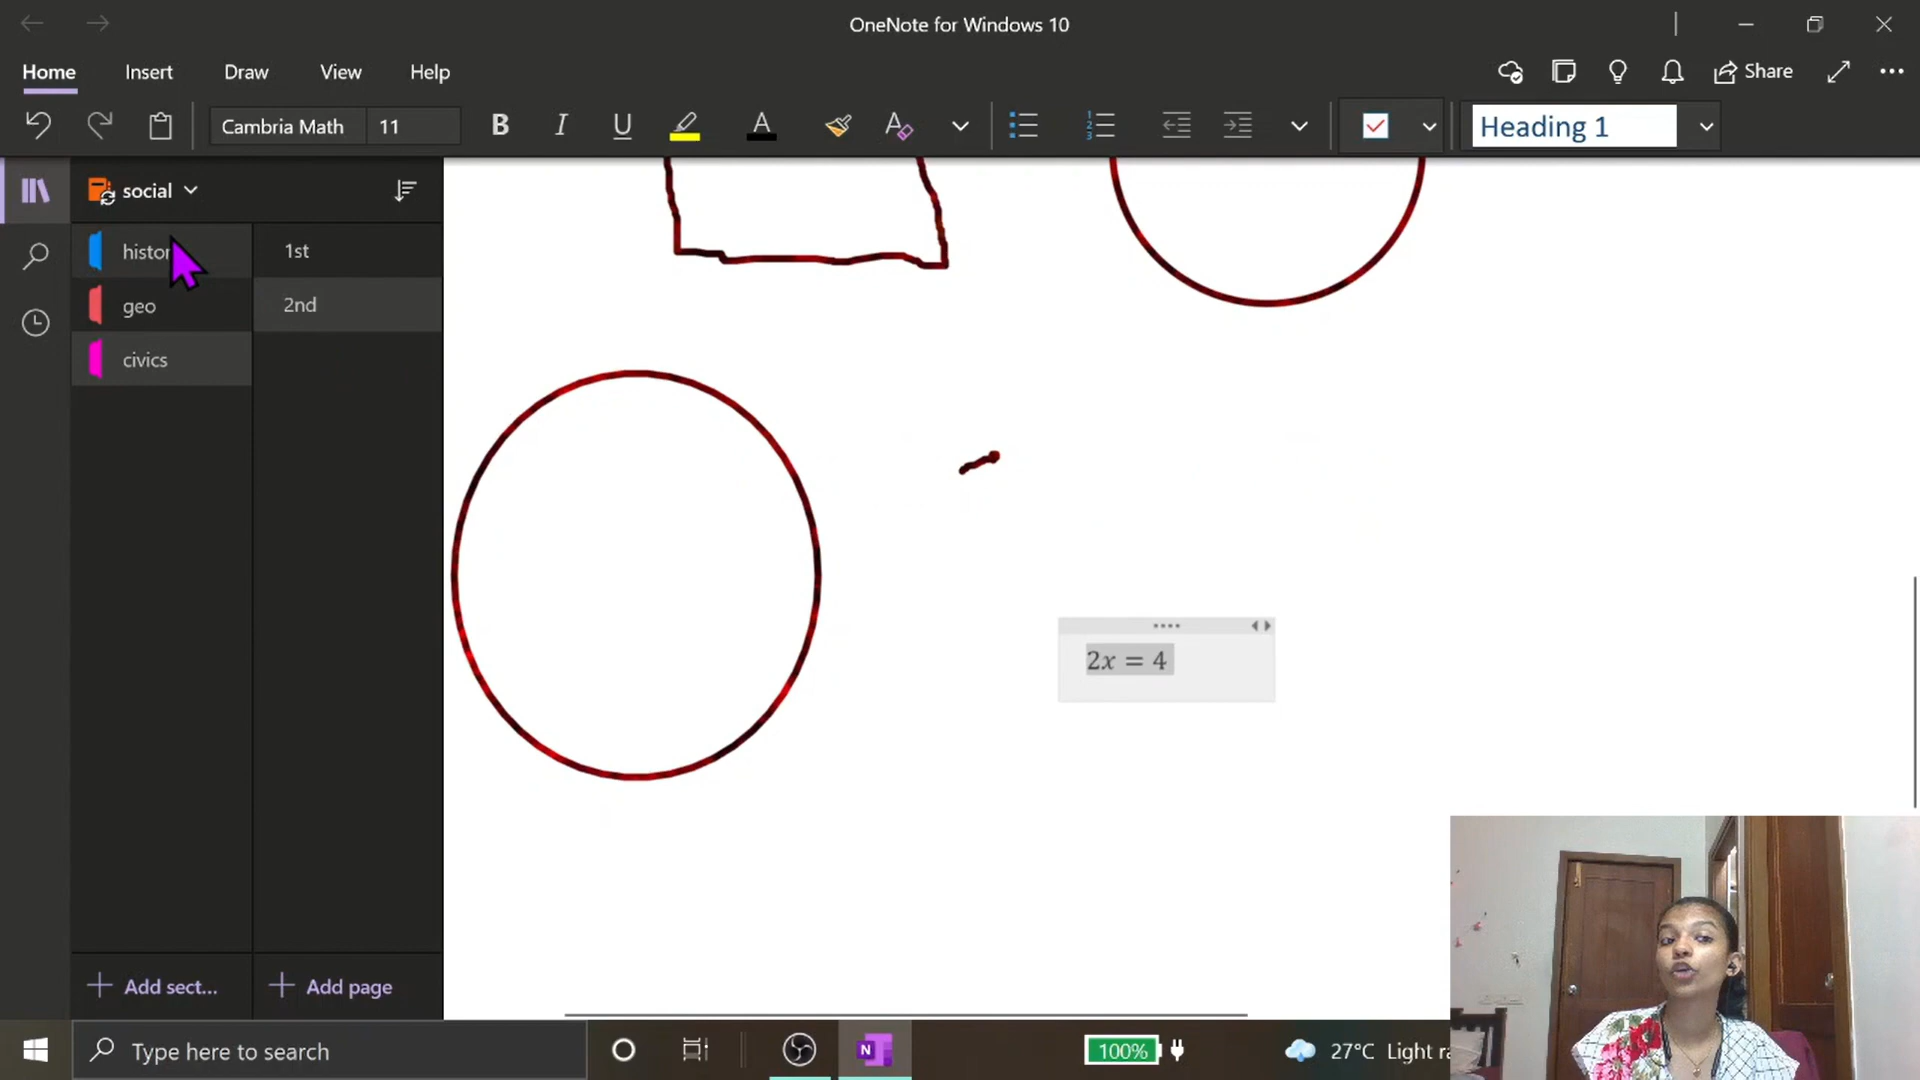 OneNote for Windows 10
Home Insert Draw View Help
Share
Cambria Math 11 B I U A A Heading 1
social
histor 1st
geo 2nd
civics
2x = 4
Add sect... Add page
Type here to search
N 100% 27°C Light ra